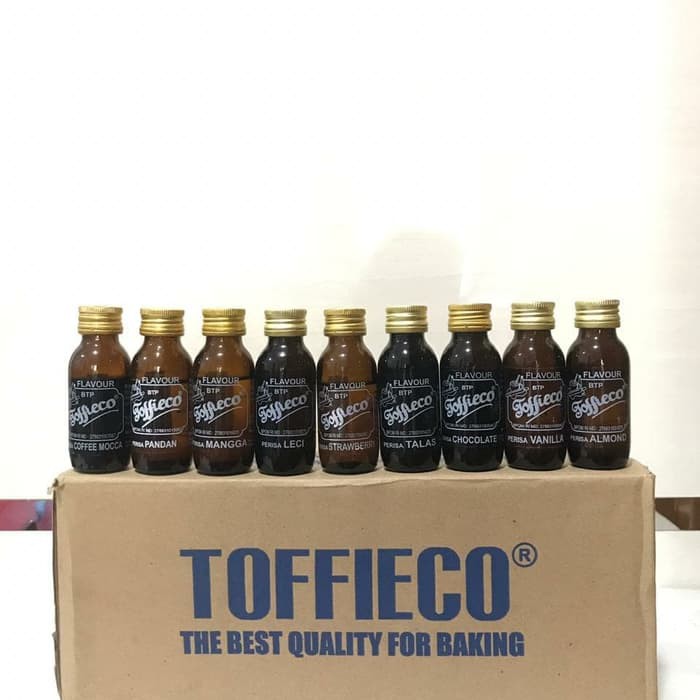 FLAVOUR
BTP
Toffieco
COFFEE MOCCA
FLAVOUR
BTP
Toffieco
PERISA PANDAN
FLAVOUR
BTP
Toffieco
PERISA MANGGA
FLAVOUR
BTP
Toffieco
PERISA LECI
FLAVOUR
BTP
Toffieco
PERISA STRAWBERRY
FLAVOUR
BTP
Toffieco
PERISA TALAS
FLAVOUR
BTP
Toffieco
CHOCOLATE
FLAVOUR
BTP
Toffieco
PERISA VANILLA
FLAVOUR
BTP
Toffieco
PERISA ALMOND
TOFFIECO®
THE BEST QUALITY FOR BAKING